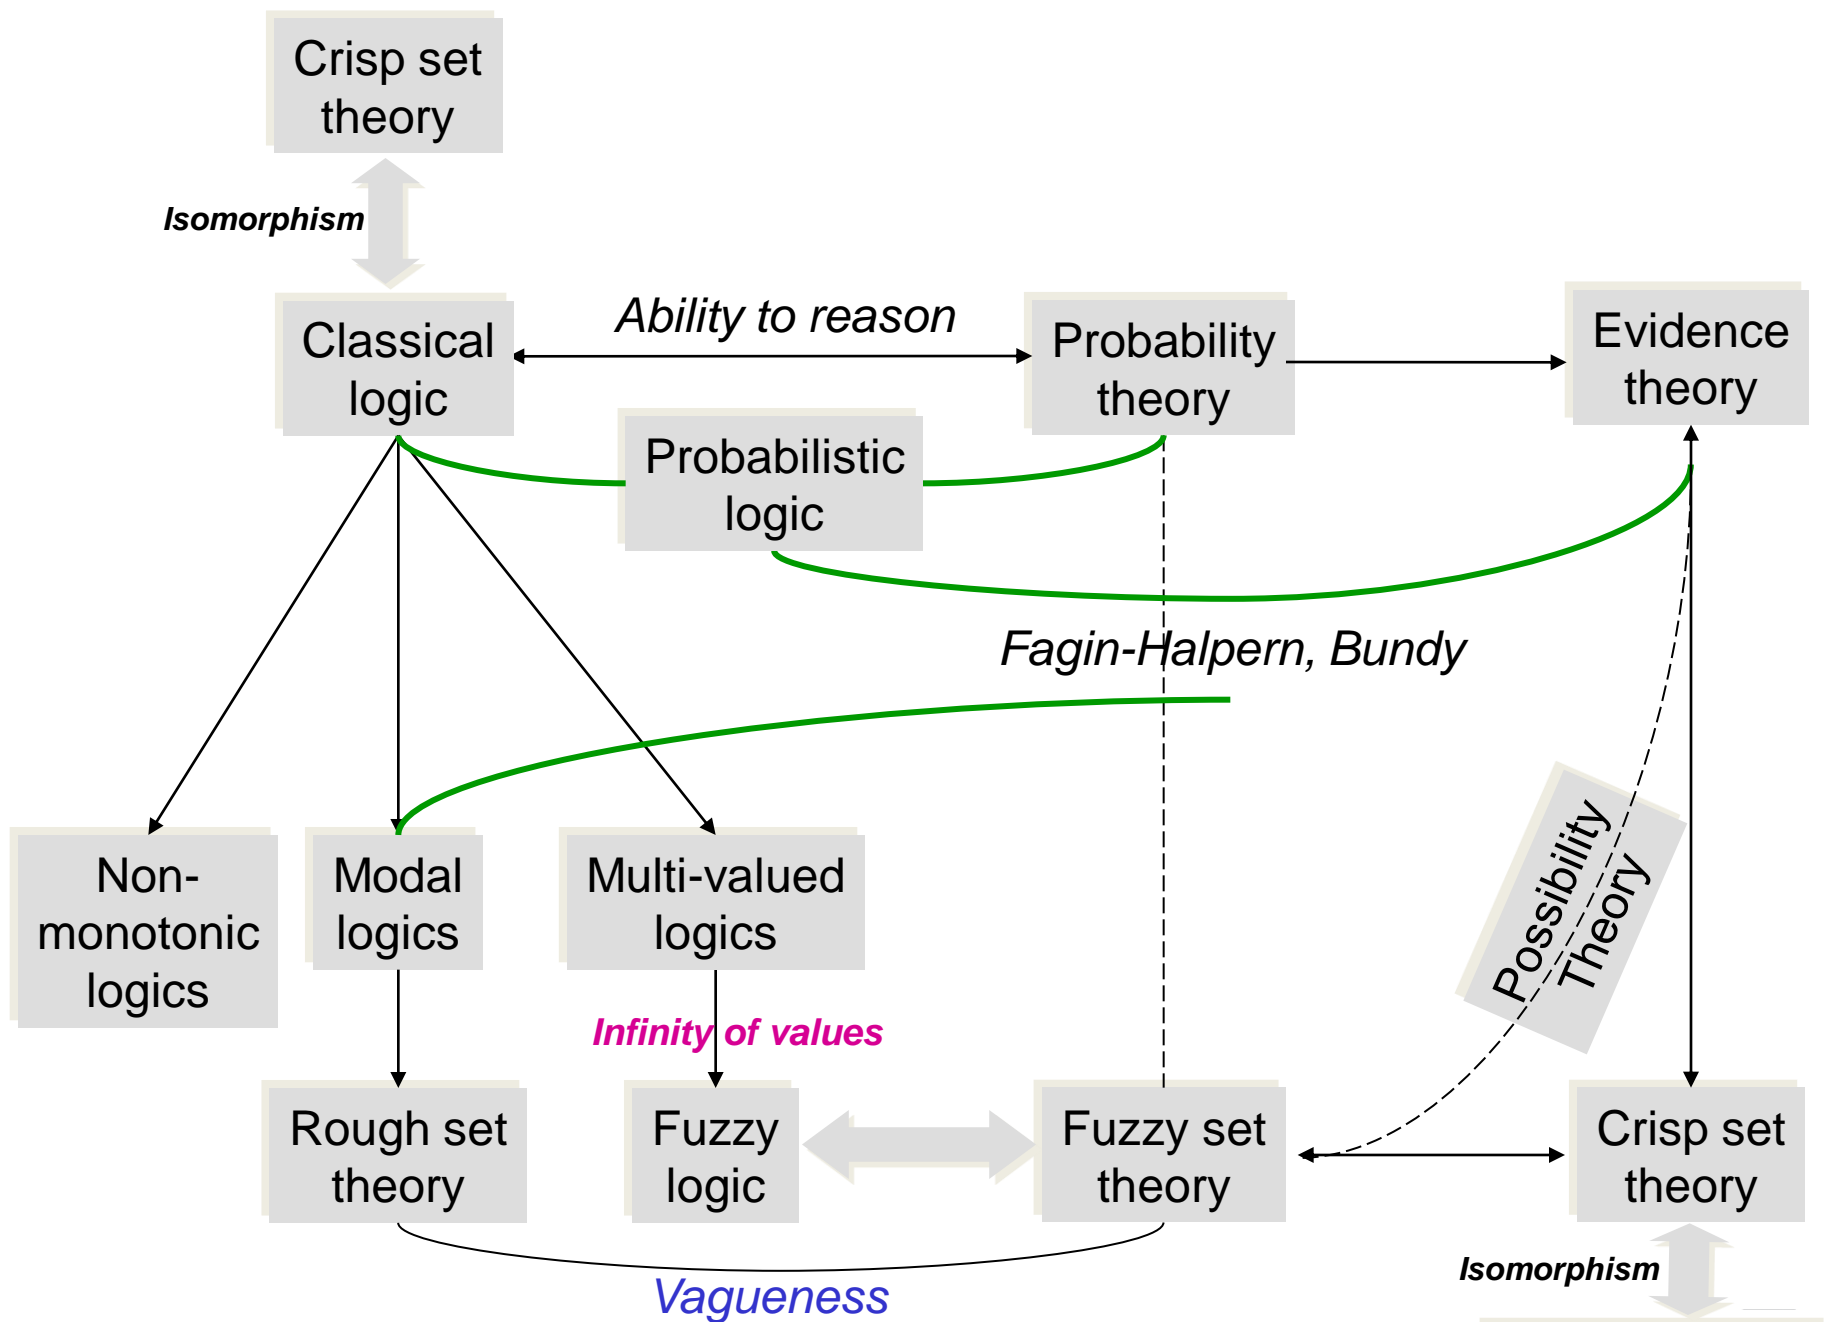 Crisp set
theory
Isomorphism
Classical
logic
Ability to reason
Probability
theory
Evidence
theory
Probabilistic
logic
Fagin-Halpern, Bundy
Non-
monotonic
logics
Modal
logics
Multi-valued
logics
Possibility
Theory
Infinity of values
Rough set
theory
Fuzzy
logic
Fuzzy set
theory
Crisp set
theory
Vagueness
Isomorphism